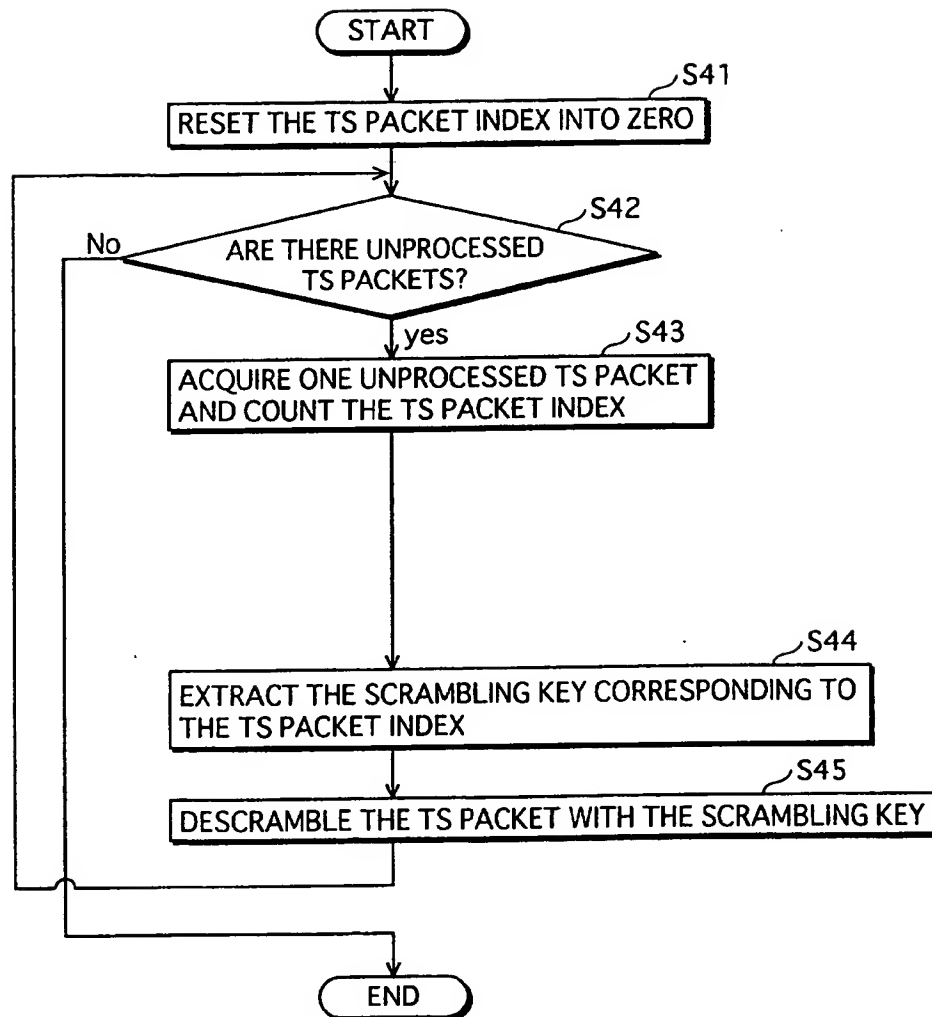 START
S41
RESET THE TS PACKET INDEX INTO ZERO
S42
No
ARE THERE UNPROCESSED
TS PACKETS?
yes
S43
ACQUIRE ONE UNPROCESSED TS PACKET
AND COUNT THE TS PACKET INDEX
S44
EXTRACT THE SCRAMBLING KEY CORRESPONDING TO
THE TS PACKET INDEX
S45
DESCRAMBLE THE TS PACKET WITH THE SCRAMBLING KEY
END